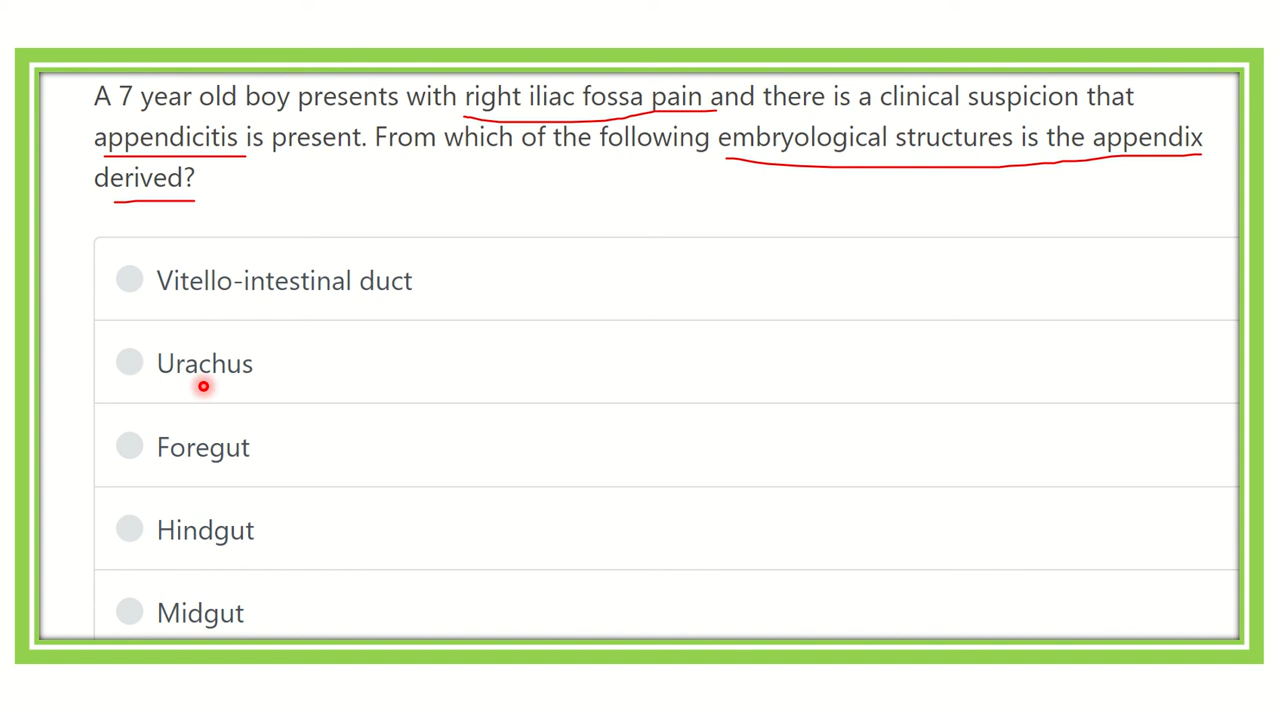 A 7 year old boy presents with right iliac fossa pain and there is a clinical suspicion that
appendicitis is present. From which of the following embryological structures is the appendix
derived?
Vitello-intestinal duct
Urachus
Foregut
Hindgut
Midgut